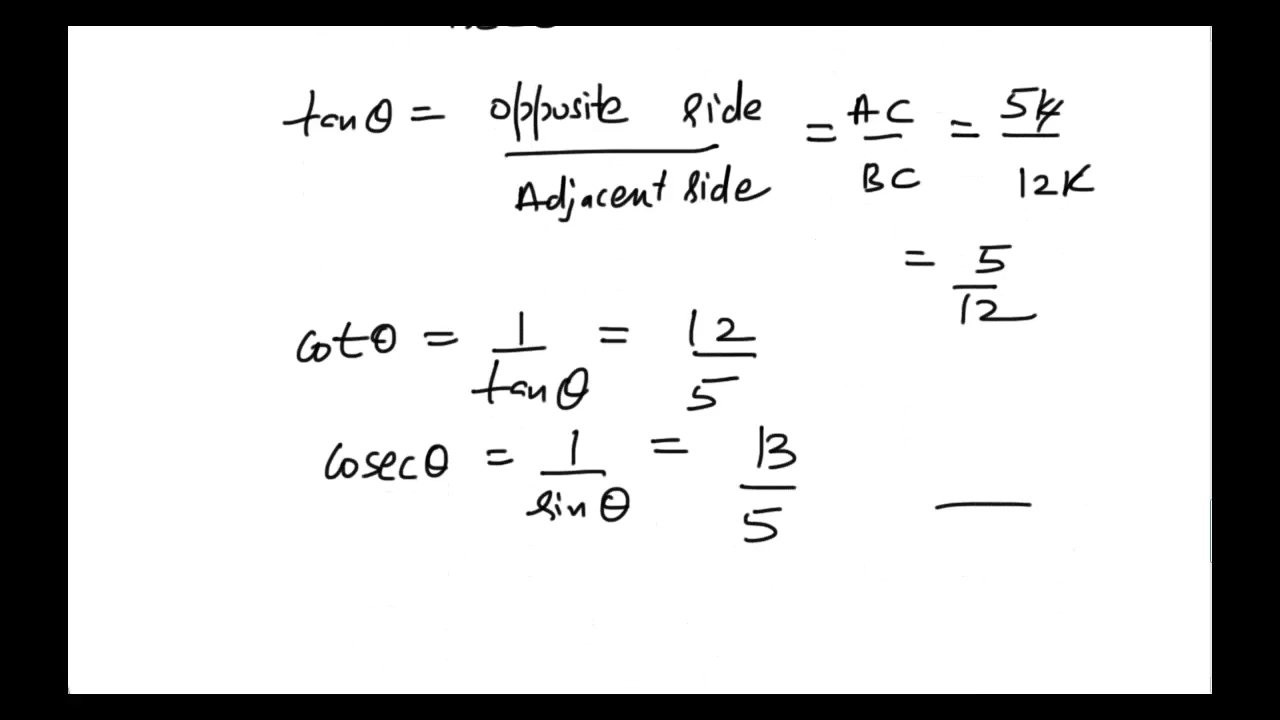 tanθ = opposite side / Adjacent side = AC / BC = 5K / 12K
= 5 / 12
cotθ = 1 / tanθ = 12 / 5
cosecθ = 1 / sinθ = 13 / 5